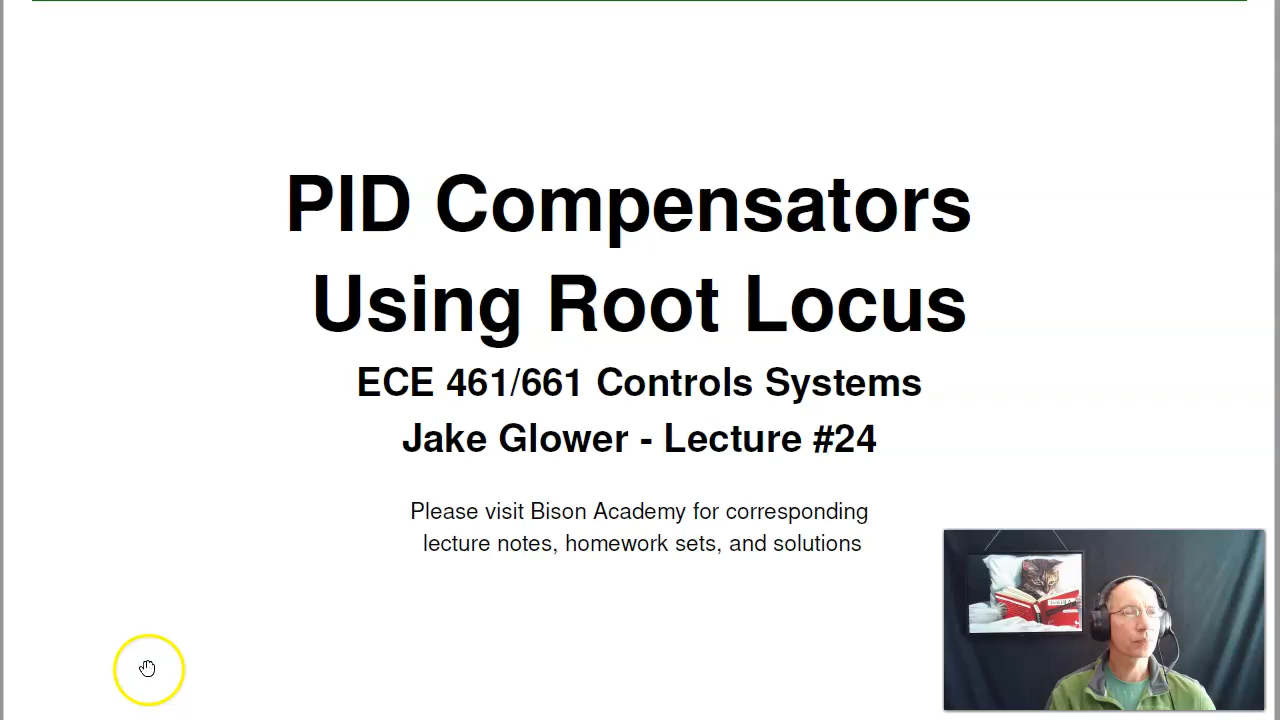 PID Compensators
Using Root Locus
ECE 461/661 Controls Systems
Jake Glower - Lecture #24
Please visit Bison Academy for corresponding
lecture notes, homework sets, and solutions